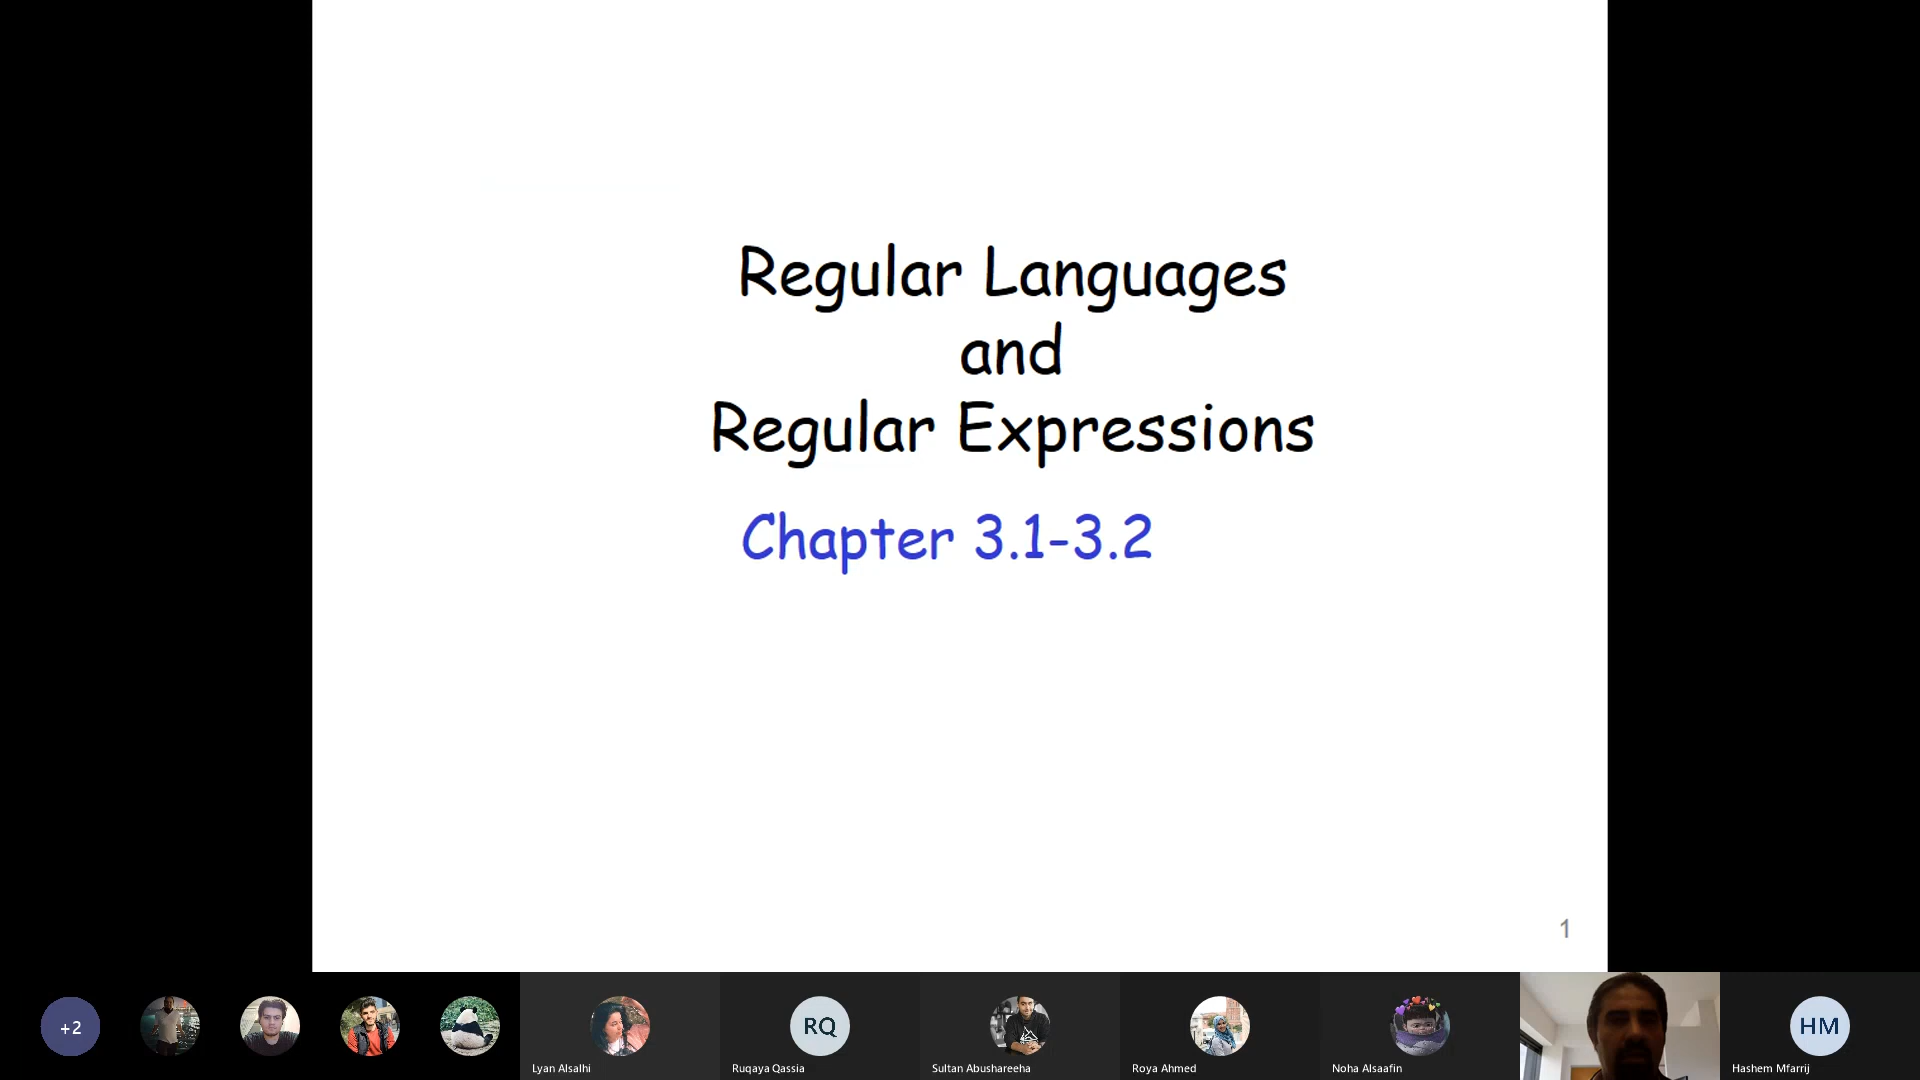 Regular Languages
and
Regular Expressions
Chapter 3.1-3.2
1
+2
RQ
HM
Lyan Alsalhi
Ruqaya Qassia
Sultan Abushareeha
Roya Ahmed
Noha Alsaafin
Hashem Mfarrij